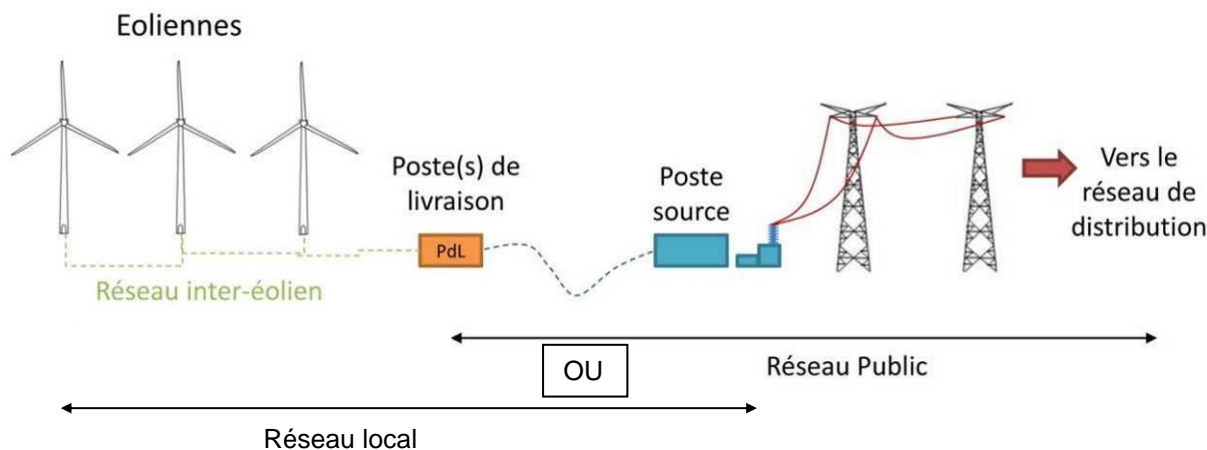 Eoliennes
Poste(s) de
livraison
Poste
source
Vers le
réseau de
distribution
PdL
Réseau inter-éolien
Réseau Public
OU
Réseau local